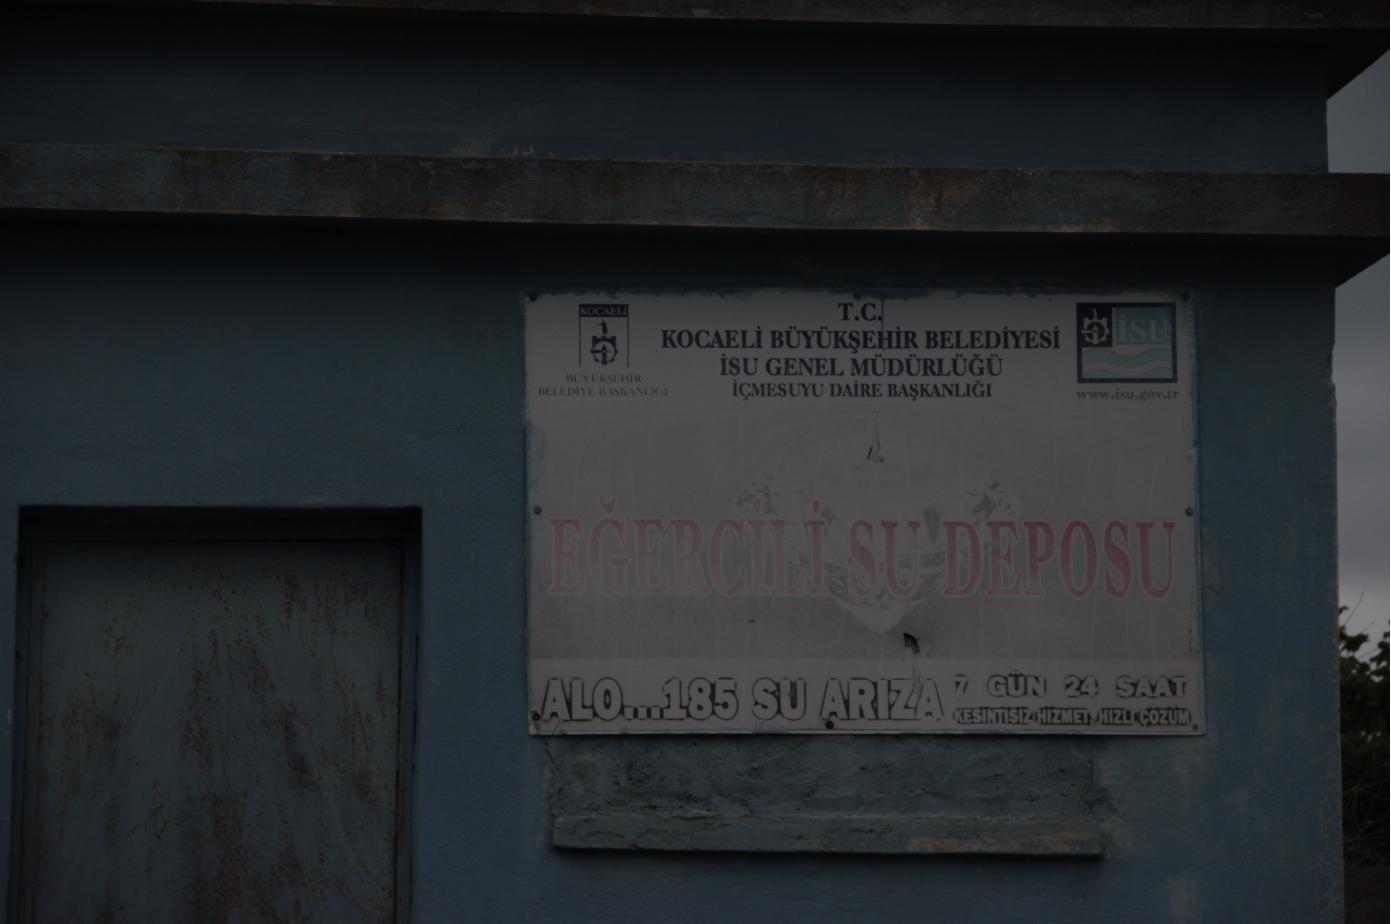 KOCAELİ
BÜYÜKŞEHİR
BELEDİYE BAŞKANLIĞI
T.C.
KOCAELİ BÜYÜKŞEHİR BELEDİYESİ
İSU GENEL MÜDÜRLÜĞÜ
İÇMESUYU DAİRE BAŞKANLIĞI
İSU
www.isu.gov.tr
EĞERCİLİ SU DEPOSU
ALO...185 SU ARIZA
7 GÜN 24 SAAT
KESİNTİSİZ HİZMET, HIZLI ÇÖZÜM